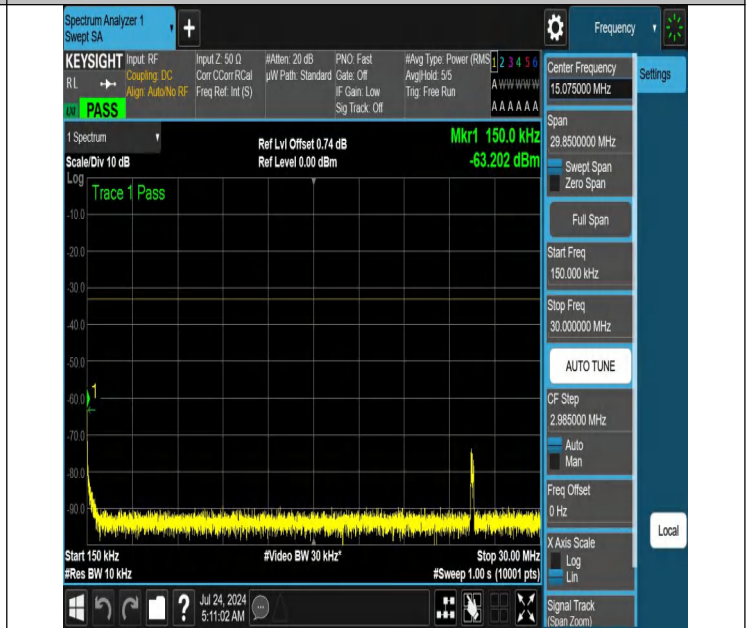 Spectrum Analyzer 1
Swept SA
+
Frequency
KEYSIGHT
RL
PASS
Input: RF
Coupling: DC
Align: Auto/No RF
Input Z: 50 Ω
Corr CCorr RCal
Freq Ref: Int (S)
#Atten: 20 dB
µW Path: Standard
PNO: Fast
Gate: Off
IF Gain: Low
Sig Track: Off
#Avg Type: Power (RMS
Avg|Hold: 5/5
Trig: Free Run
1 2 3 4 5 6
A W W W W W
A A A A A A
1 Spectrum
Scale/Div 10 dB
Ref Lvl Offset 0.74 dB
Ref Level 0.00 dBm
Mkr1 150.0 kHz
-63.202 dBm
Log
Trace 1 Pass
-10.0
-20.0
-30.0
-40.0
-50.0
-60.0
-70.0
-80.0
-90.0
1
Start 150 kHz
#Res BW 10 kHz
#Video BW 30 kHz*
Stop 30.00 MHz
#Sweep 1.00 s (10001 pts)
Center Frequency
15.075000 MHz
Settings
Span
29.8500000 MHz
Swept Span
Zero Span
Full Span
Start Freq
150.000 kHz
Stop Freq
30.000000 MHz
AUTO TUNE
CF Step
2.985000 MHz
Auto
Man
Freq Offset
0 Hz
X Axis Scale
Log
Lin
Local
Signal Track
(Span Zoom)
?
Jul 24, 2024
5:11:02 AM